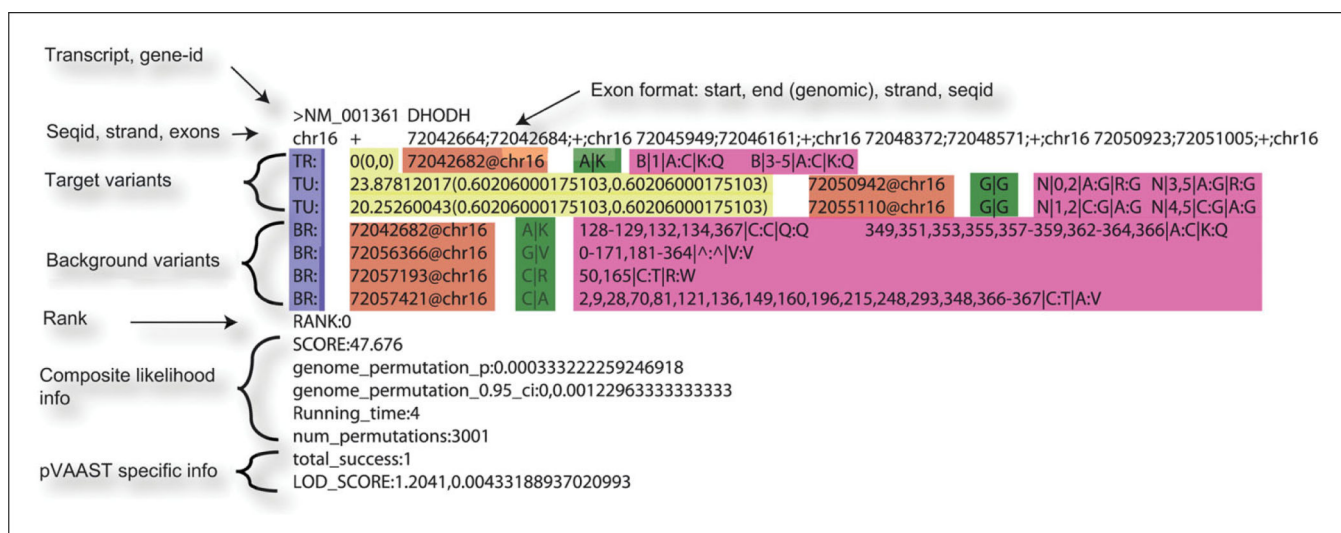 Transcript, gene-id
Exon format: start, end (genomic), strand, seqid
>NM_001361 DHODH
Seqid, strand, exons
chr16 + 72042664;72042684;+;chr16 72045949;72046161;+;chr16 72048372;72048571;+;chr16 72050923;72051005;+;chr16
Target variants
TR: 0(0,0) 72042682@chr16 A|K B|1|A:C|K:Q B|3-5|A:C|K:Q
TU: 23.87812017(0.60206000175103,0.60206000175103) 72050942@chr16 G|G N|0,2|A:G|R:G N|3,5|A:G|R:G
TU: 20.25260043(0.60206000175103,0.60206000175103) 72055110@chr16 G|G N|1,2|C:G|A:G N|4,5|C:G|A:G
Background variants
BR: 72042682@chr16 A|K 128-129,132,134,367|C:C|Q:Q 349,351,353,355,357-359,362-364,366|A:C|K:Q
BR: 72056366@chr16 G|V 0-171,181-364|^:^|V:V
BR: 72057193@chr16 C|R 50,165|C:T|R:W
BR: 72057421@chr16 C|A 2,9,28,70,81,121,136,149,160,196,215,248,293,348,366-367|C:T|A:V
Rank
RANK:0
Composite likelihood
info
SCORE:47.676
genome_permutation_p:0.000333222259246918
genome_permutation_0.95_ci:0,0.00122963333333333
Running_time:4
num_permutations:3001
pVAAST specific info
total_success:1
LOD_SCORE:1.2041,0.00433188937020993